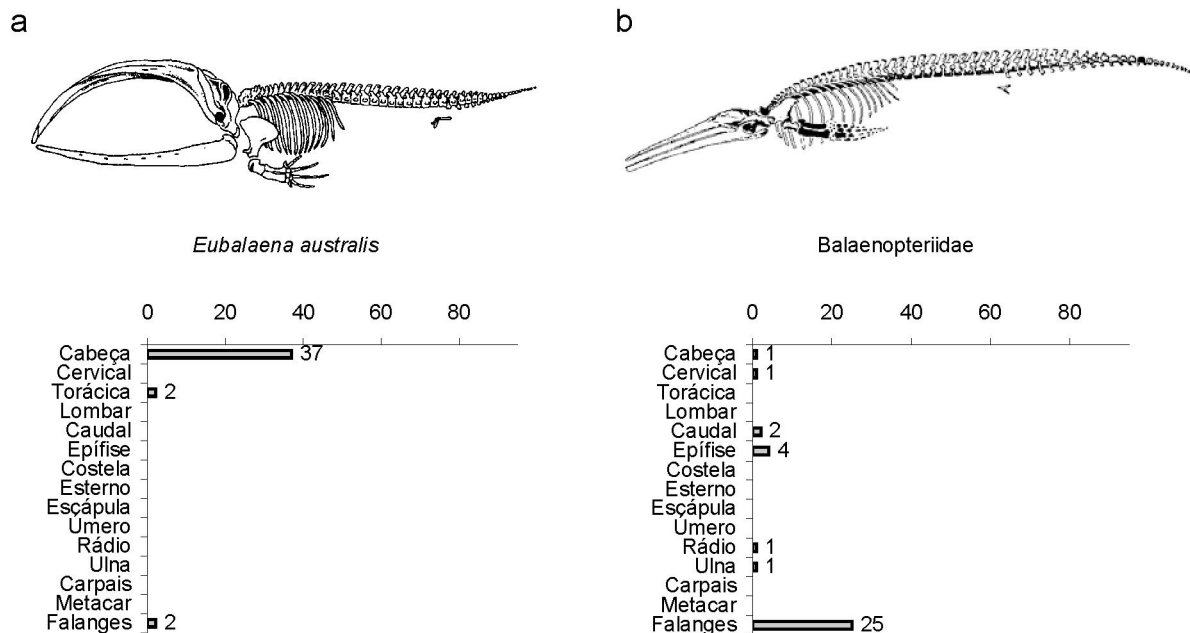 a
b
Eubalaena australis
Balaenopteriidae
0 20 40 60 80
Cabeça 37
Cervical
Torácica 2
Lombar
Caudal
Epífise
Costela
Esterno
Esçápula
Úmero
Rádio
Ulna
Carpais
Metacar
Falanges 2
0 20 40 60 80
Cabeça 1
Cervical 1
Torácica
Lombar
Caudal 2
Epífise 4
Costela
Esterno
Esçápula
Úmero
Rádio 1
Ulna 1
Carpais
Metacar
Falanges 25